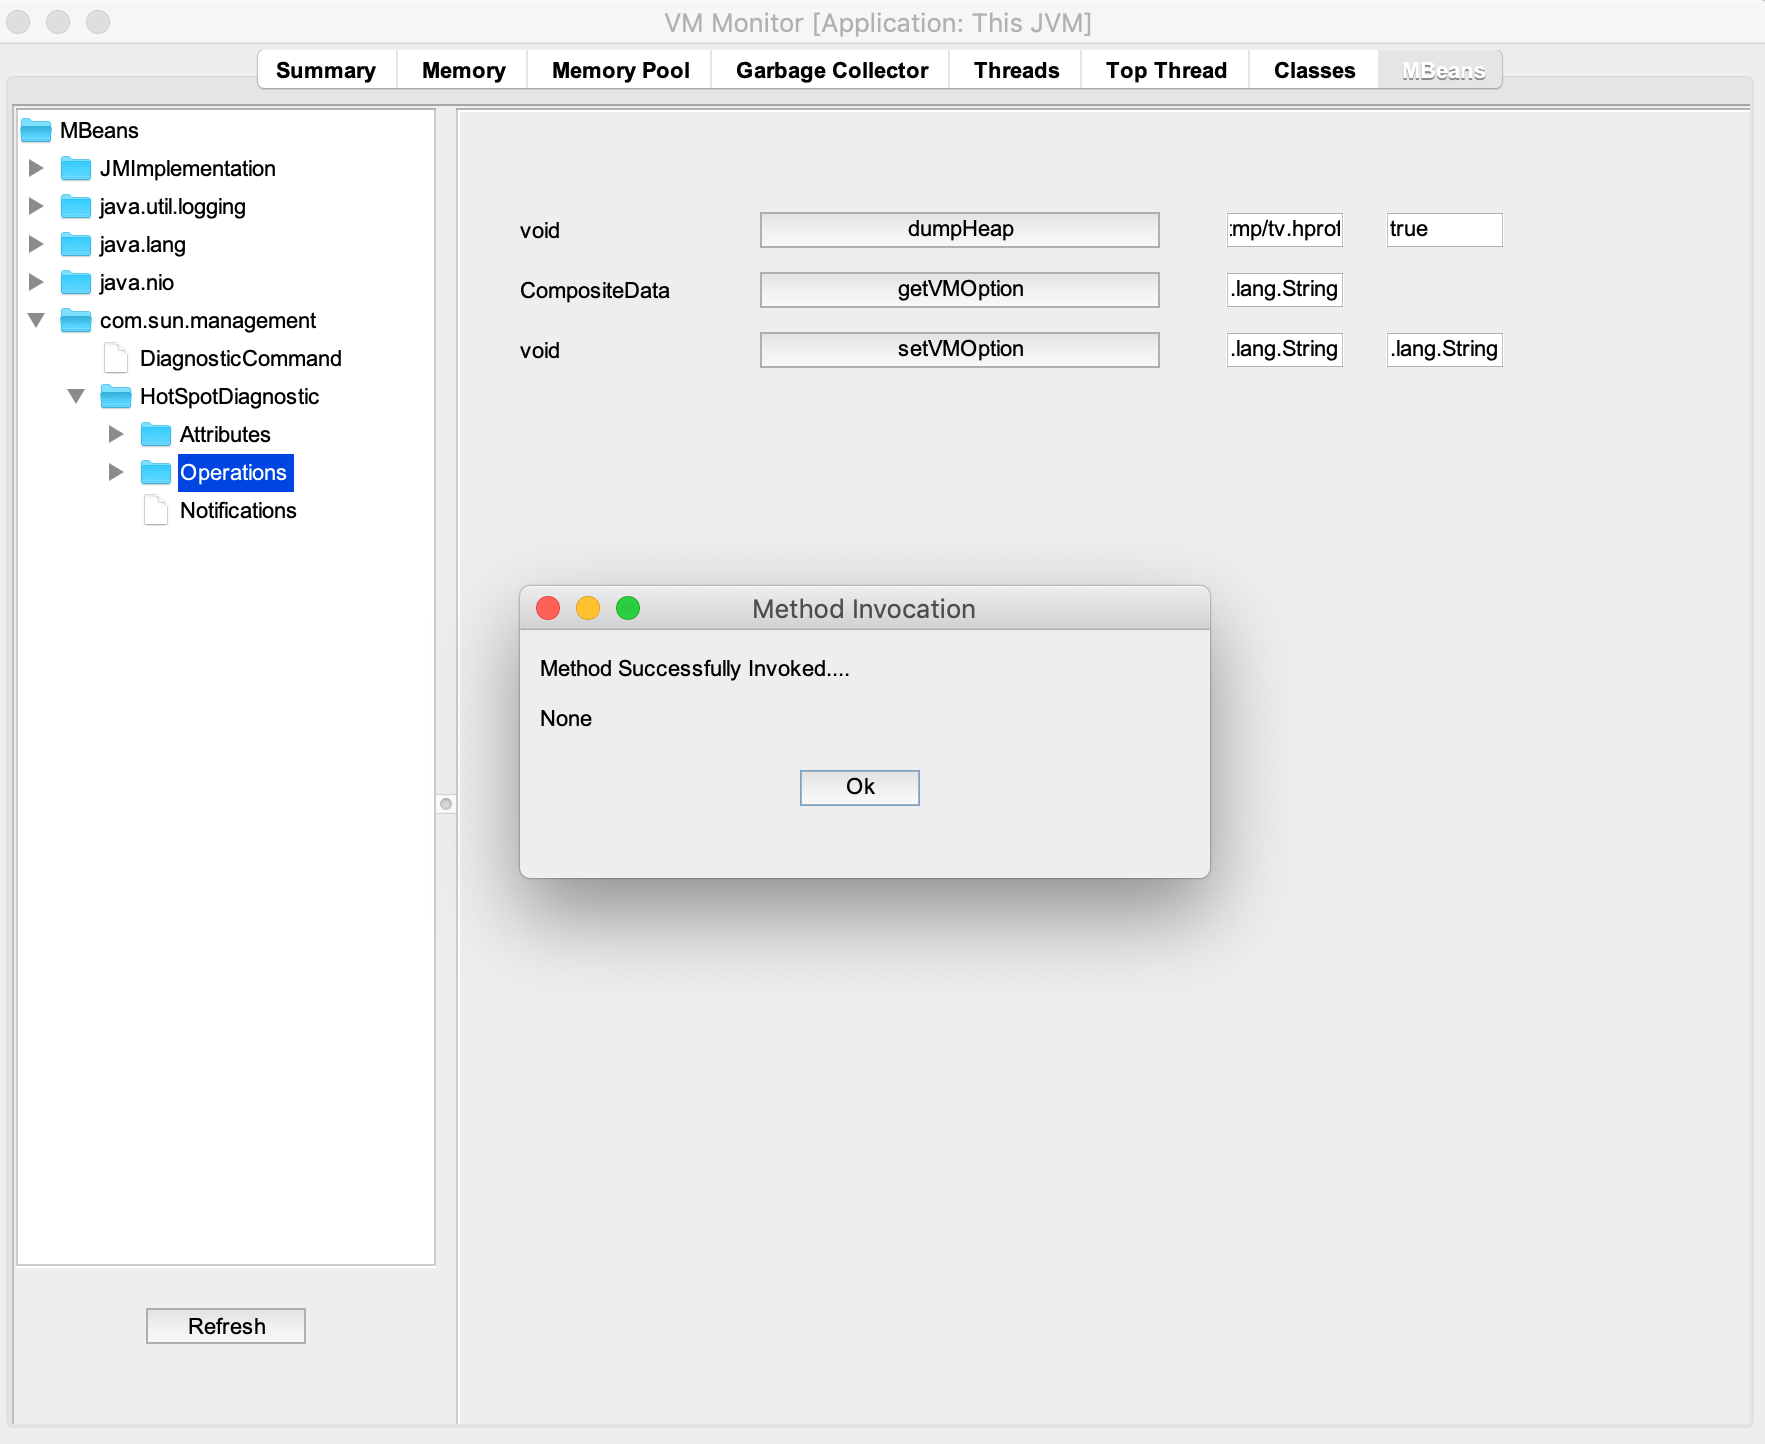 VM Monitor [Application: This JVM]
Summary Memory Memory Pool Garbage Collector Threads Top Thread Classes MBeans
MBeans
JMImplementation
java.util.logging
java.lang
java.nio
com.sun.management
DiagnosticCommand
HotSpotDiagnostic
Attributes
Operations
Notifications
Refresh
void dumpHeap mp/tv.hprof true
CompositeData getVMOption .lang.String
void setVMOption .lang.String .lang.String
Method Invocation
Method Successfully Invoked....
None
Ok